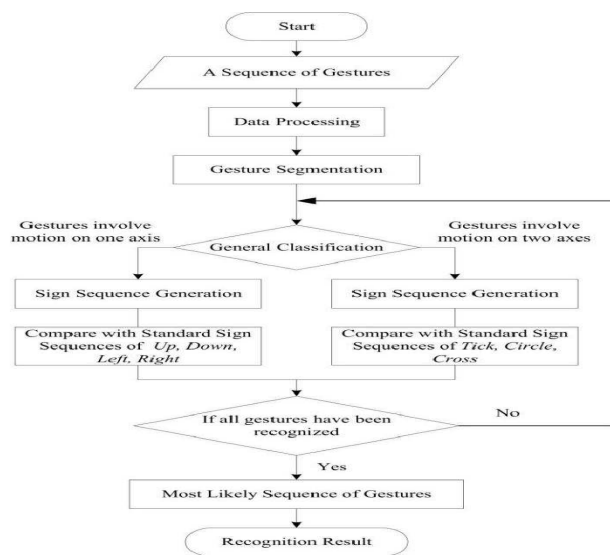 Start
A Sequence of Gestures
Data Processing
Gesture Segmentation
Gestures involve
motion on one axis
General Classification
Gestures involve
motion on two axes
Sign Sequence Generation
Sign Sequence Generation
Compare with Standard Sign
Sequences of Up, Down,
Left, Right
Compare with Standard Sign
Sequences of Tick, Circle,
Cross
If all gestures have been
recognized
No
Yes
Most Likely Sequence of Gestures
Recognition Result